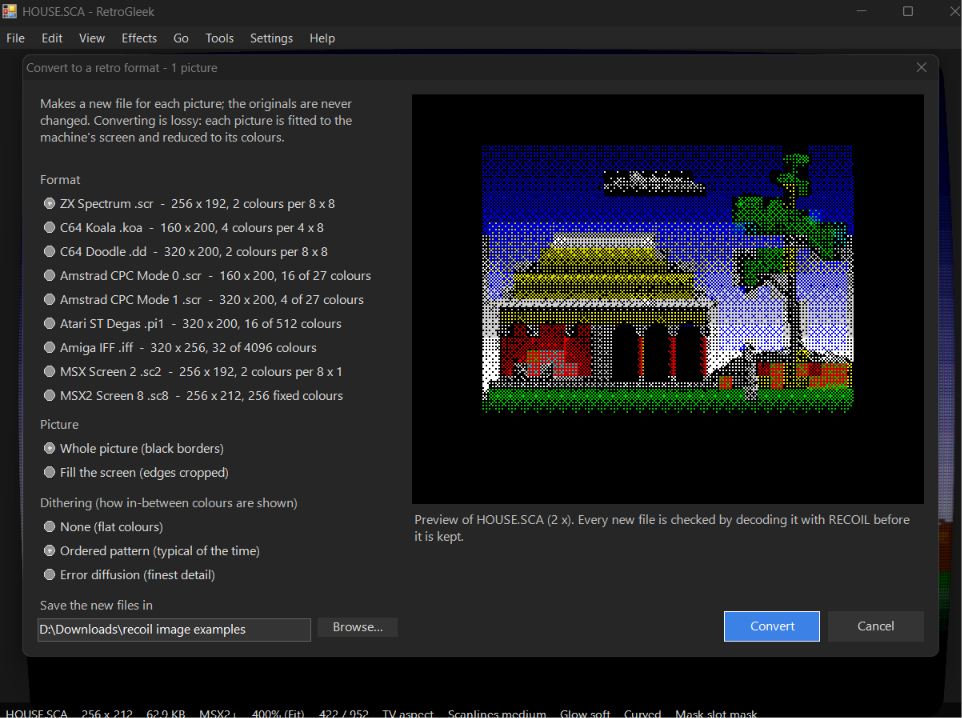 HOUSE.SCA - RetroGleek
File Edit View Effects Go Tools Settings Help
Convert to a retro format - 1 picture
Makes a new file for each picture; the originals are never
changed. Converting is lossy: each picture is fitted to the
machine's screen and reduced to its colours.
Format
ZX Spectrum .scr - 256 x 192, 2 colours per 8 x 8
C64 Koala .koa - 160 x 200, 4 colours per 4 x 8
C64 Doodle .dd - 320 x 200, 2 colours per 8 x 8
Amstrad CPC Mode 0 .scr - 160 x 200, 16 of 27 colours
Amstrad CPC Mode 1 .scr - 320 x 200, 4 of 27 colours
Atari ST Degas .pi1 - 320 x 200, 16 of 512 colours
Amiga IFF .iff - 320 x 256, 32 of 4096 colours
MSX Screen 2 .sc2 - 256 x 192, 2 colours per 8 x 1
MSX2 Screen 8 .sc8 - 256 x 212, 256 fixed colours
Picture
Whole picture (black borders)
Fill the screen (edges cropped)
Dithering (how in-between colours are shown)
None (flat colours)
Ordered pattern (typical of the time)
Error diffusion (finest detail)
Save the new files in
D:\Downloads\recoil image examples
Browse...
Preview of HOUSE.SCA (2 x). Every new file is checked by decoding it with RECOIL before
it is kept.
Convert
Cancel
HOUSE.SCA 256 x 212 62.9 KB MSX2+ 400% (Fit) 422 / 952 TV aspect Scanlines medium Glow soft Curved Mask slot mask